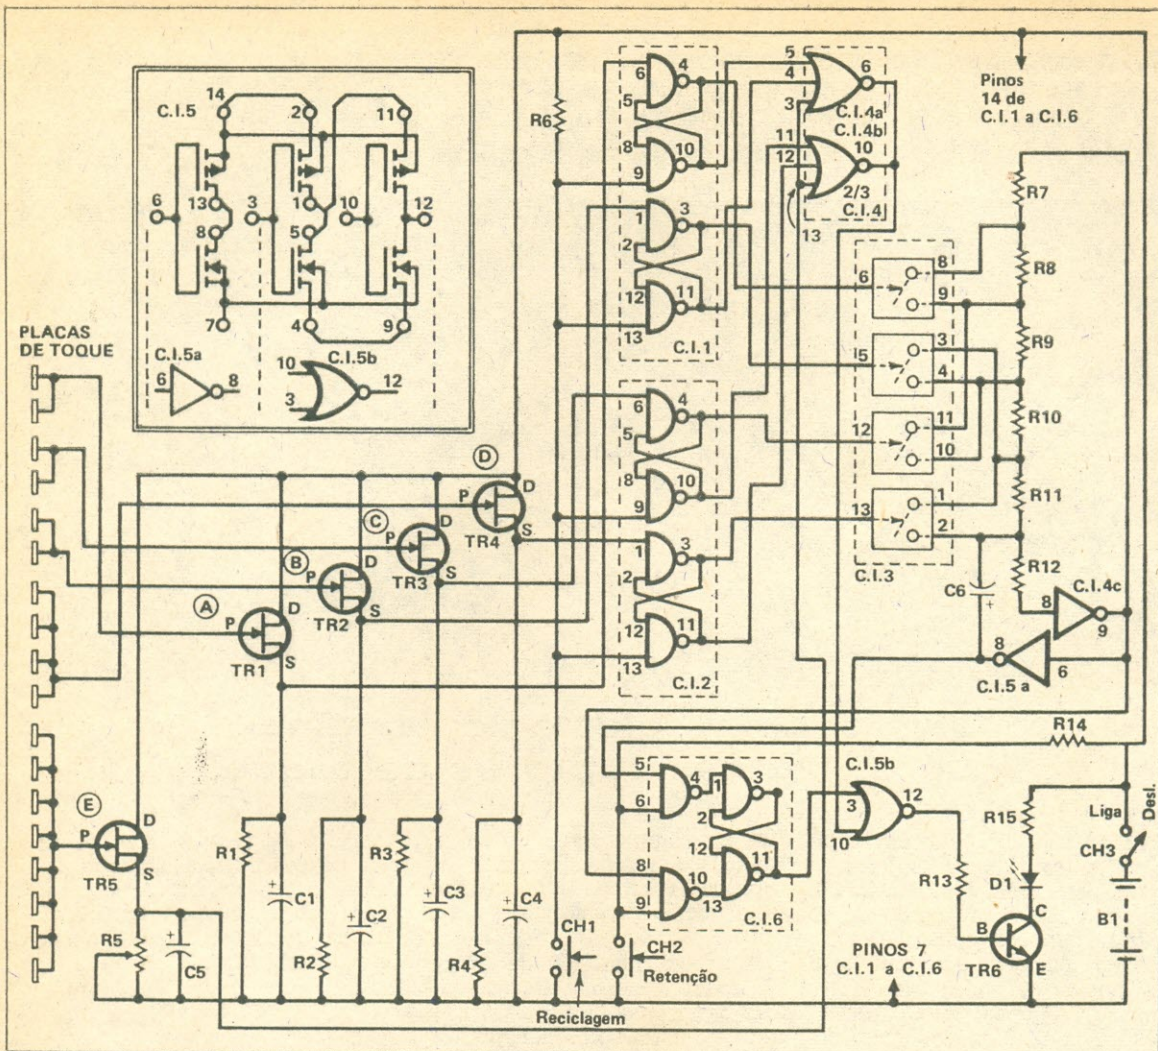 C.I.5
14
2
11
6
13
8
3
1
5
10
12
7
4
9
C.I.5a
6
8
C.I.5b
10
3
12
PLACAS
DE TOQUE
A
P
D
S
TR1
B
P
D
S
TR2
C
P
D
S
TR3
D
P
D
S
TR4
E
P
D
S
TR5
R5
C5
R1
C1
R2
C2
R3
C3
R4
C4
R6
6
5
4
8
9
10
1
2
3
12
13
11
C.I.1
6
5
4
8
9
10
1
2
3
12
13
11
C.I.2
5
4
3
6
C.I.4a
C.I.4b
11
12
10
2/3
C.I.4
13
Pinos
14 de
C.I.1 a C.I.6
R7
R8
R9
R10
R11
R12
6
8
9
5
3
4
12
11
10
13
1
2
C.I.3
C6
C.I.4c
8
9
8
6
C.I.5 a
R14
5
6
4
1
2
3
8
9
10
12
13
11
C.I.6
C.I.5b
3
10
12
R13
R15
D1
B
C
E
TR6
Liga
Desl.
CH3
B1
CH1
Reciclagem
CH2
Retenção
PINOS 7
C.I.1 a C.I.6